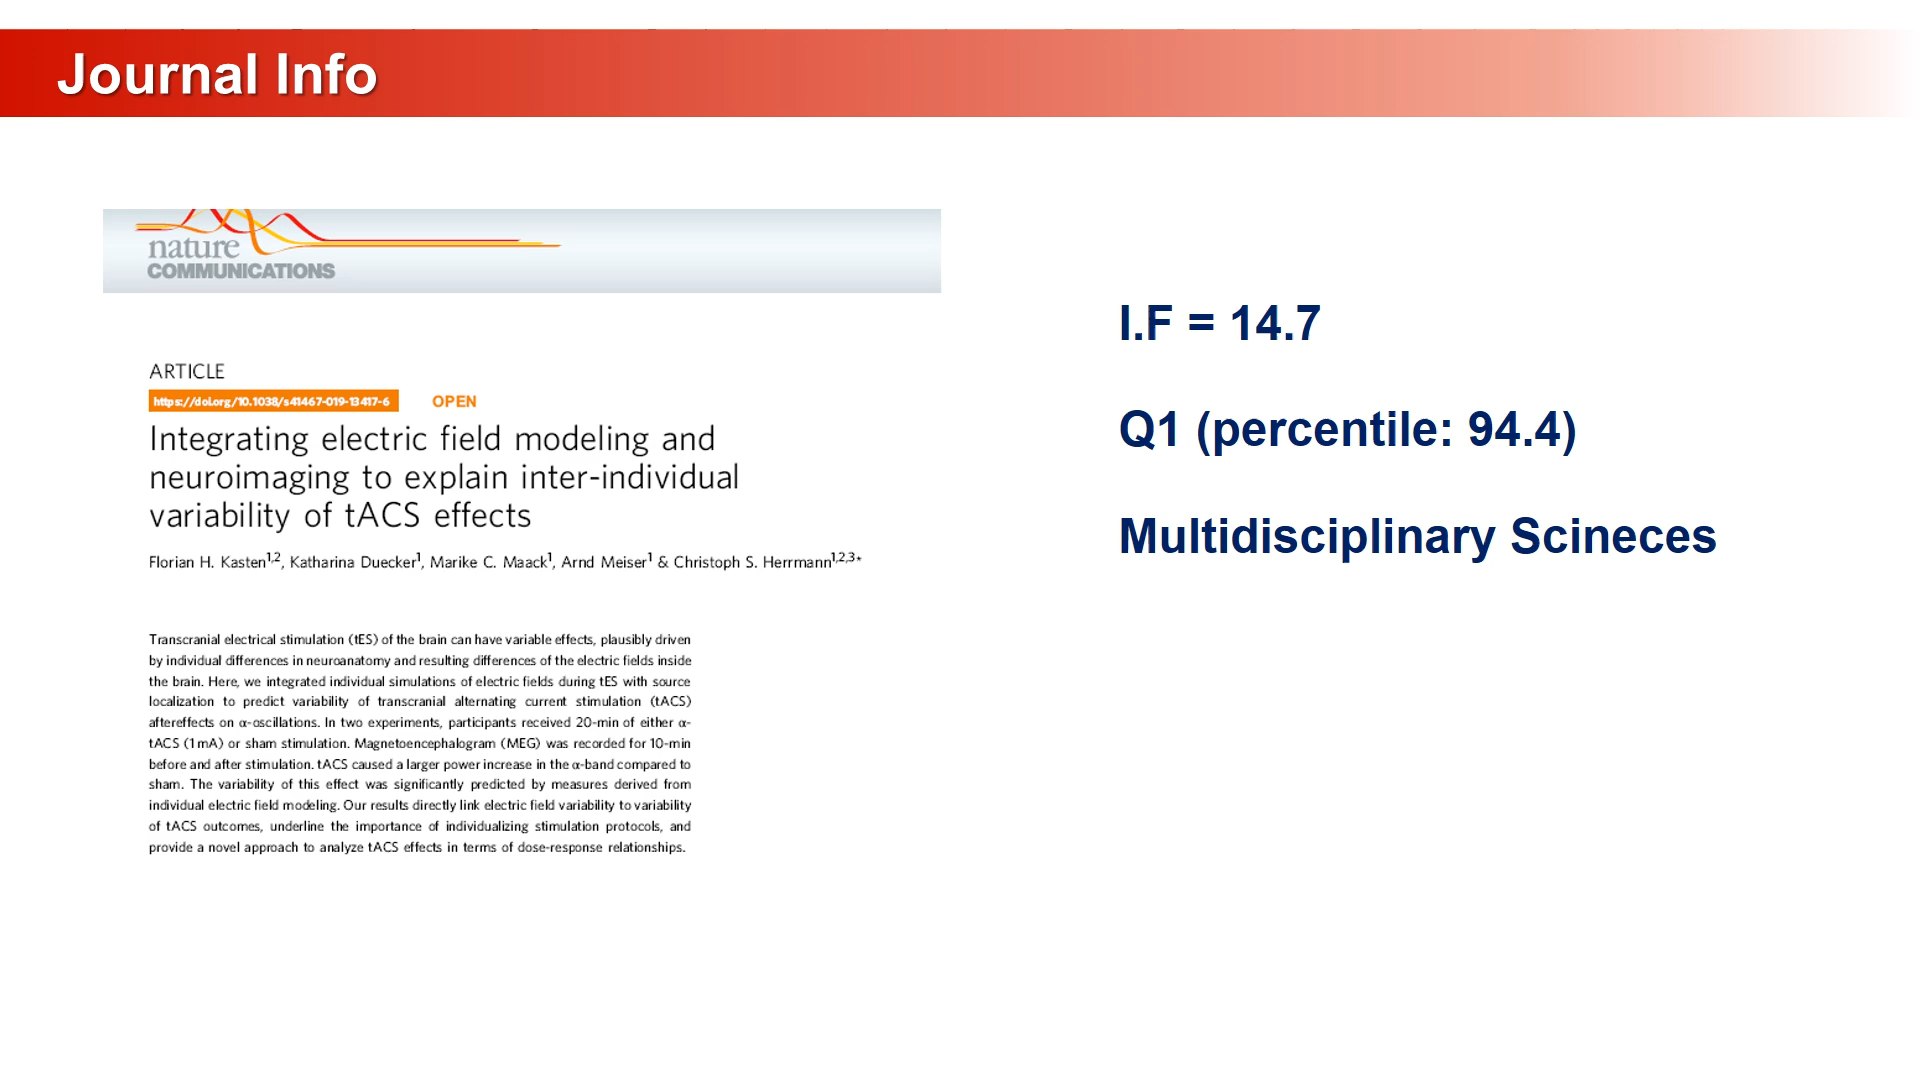 Journal Info
nature
COMMUNICATIONS
ARTICLE
https://doi.org/10.1038/s41467-019-13417-6 OPEN
Integrating electric field modeling and
neuroimaging to explain inter-individual
variability of tACS effects
Florian H. Kasten1,2, Katharina Duecker1, Marike C. Maack1, Arnd Meiser1 & Christoph S. Herrmann1,2,3*
Transcranial electrical stimulation (tES) of the brain can have variable effects, plausibly driven
by individual differences in neuroanatomy and resulting differences of the electric fields inside
the brain. Here, we integrated individual simulations of electric fields during tES with source
localization to predict variability of transcranial alternating current stimulation (tACS)
aftereffects on α-oscillations. In two experiments, participants received 20-min of either α-
tACS (1 mA) or sham stimulation. Magnetoencephalogram (MEG) was recorded for 10-min
before and after stimulation. tACS caused a larger power increase in the α-band compared to
sham. The variability of this effect was significantly predicted by measures derived from
individual electric field modeling. Our results directly link electric field variability to variability
of tACS outcomes, underline the importance of individualizing stimulation protocols, and
provide a novel approach to analyze tACS effects in terms of dose-response relationships.
I.F = 14.7
Q1 (percentile: 94.4)
Multidisciplinary Scineces